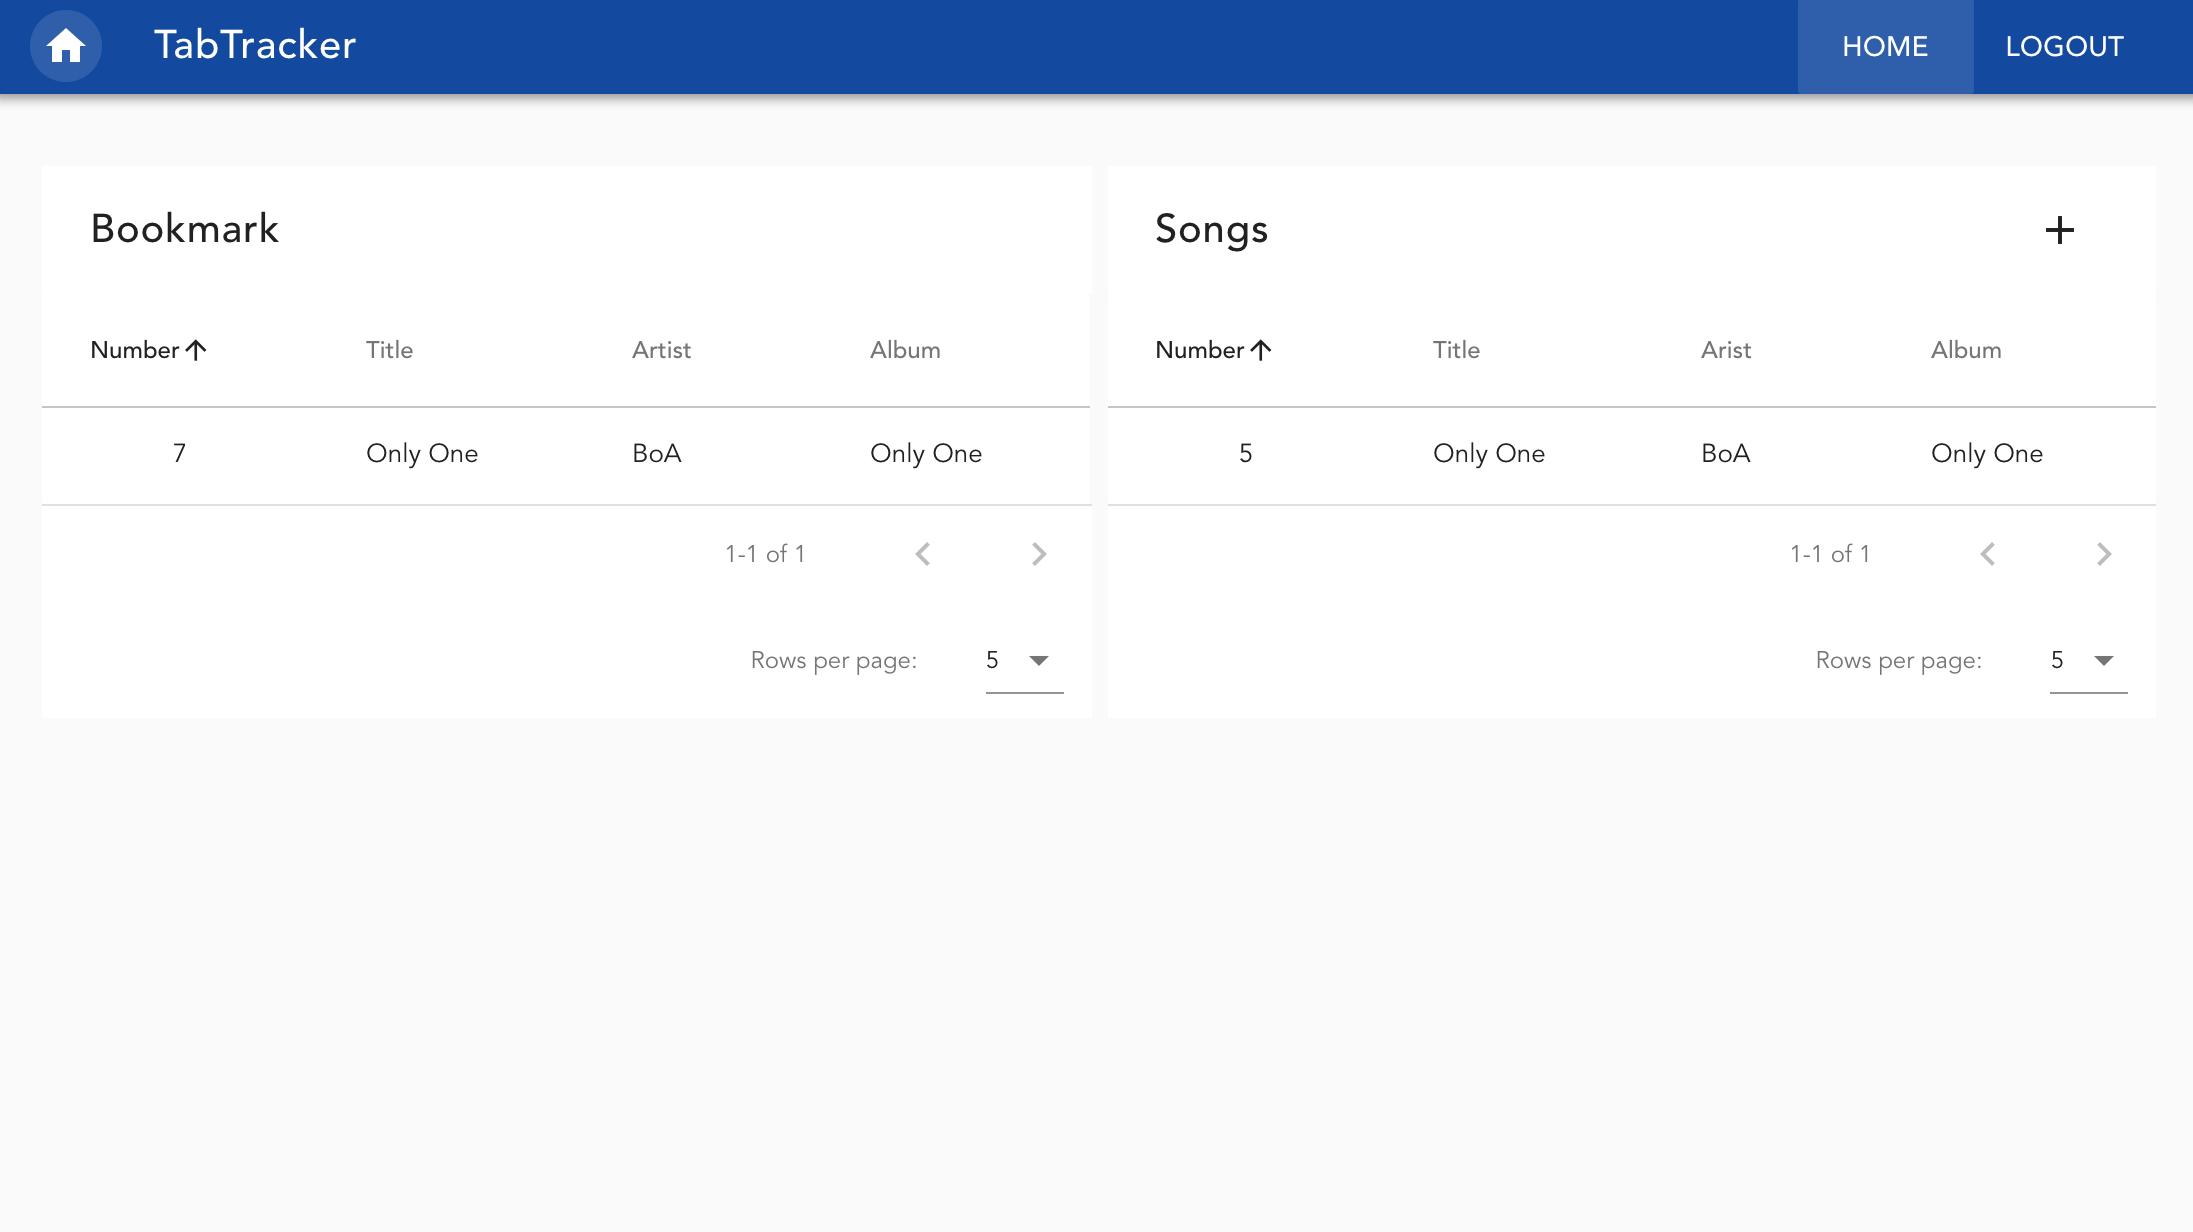 TabTracker HOME LOGOUT
Bookmark
Number Title Artist Album
7 Only One BoA Only One
1-1 of 1
Rows per page: 5
Songs
Number Title Arist Album
5 Only One BoA Only One
1-1 of 1
Rows per page: 5